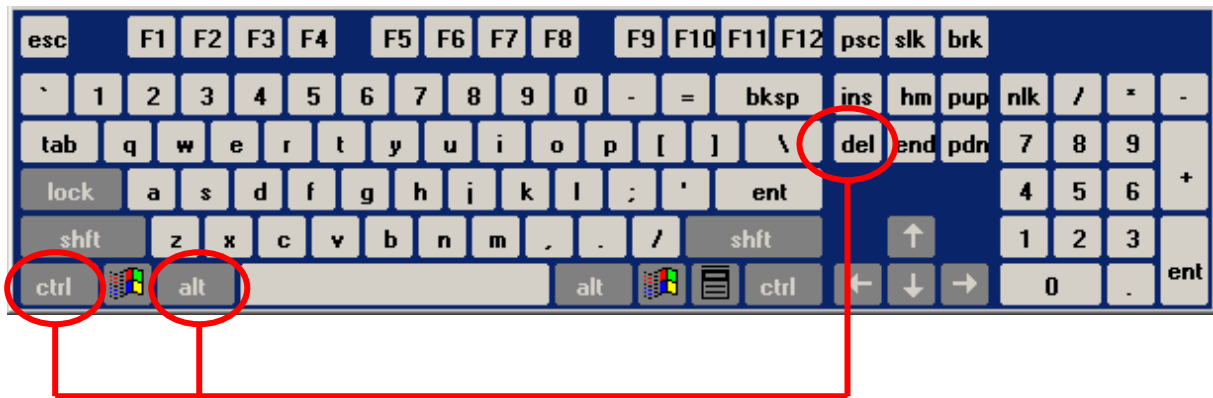 esc F1 F2 F3 F4 F5 F6 F7 F8 F9 F10 F11 F12 psc slk brk
` 1 2 3 4 5 6 7 8 9 0 - = bksp ins hm pup nlk / * -
tab q w e r t y u i o p [ ] \ del end pdn 7 8 9
lock a s d f g h j k l ; ' ent 4 5 6 +
shft z x c v b n m , . / shft ↑ 1 2 3
ctrl alt alt ctrl ← ↓ → 0 . ent